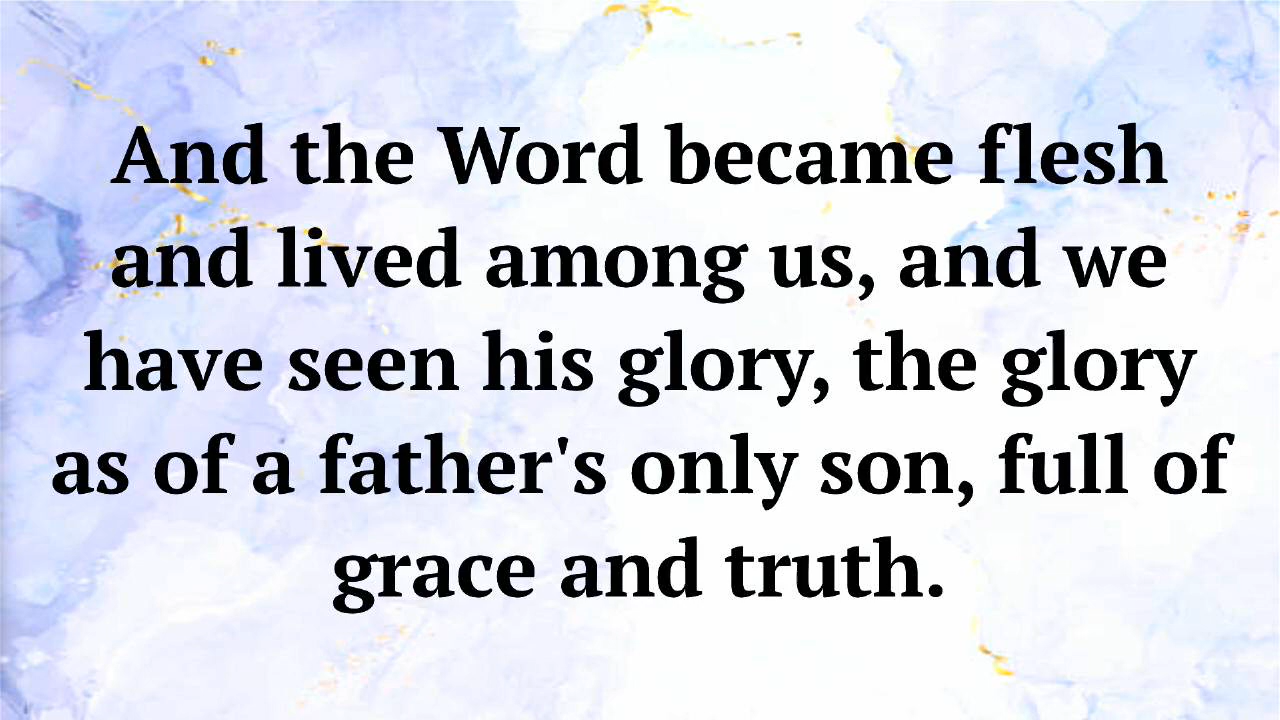 And the Word became flesh
and lived among us, and we
have seen his glory, the glory
as of a father's only son, full of
grace and truth.